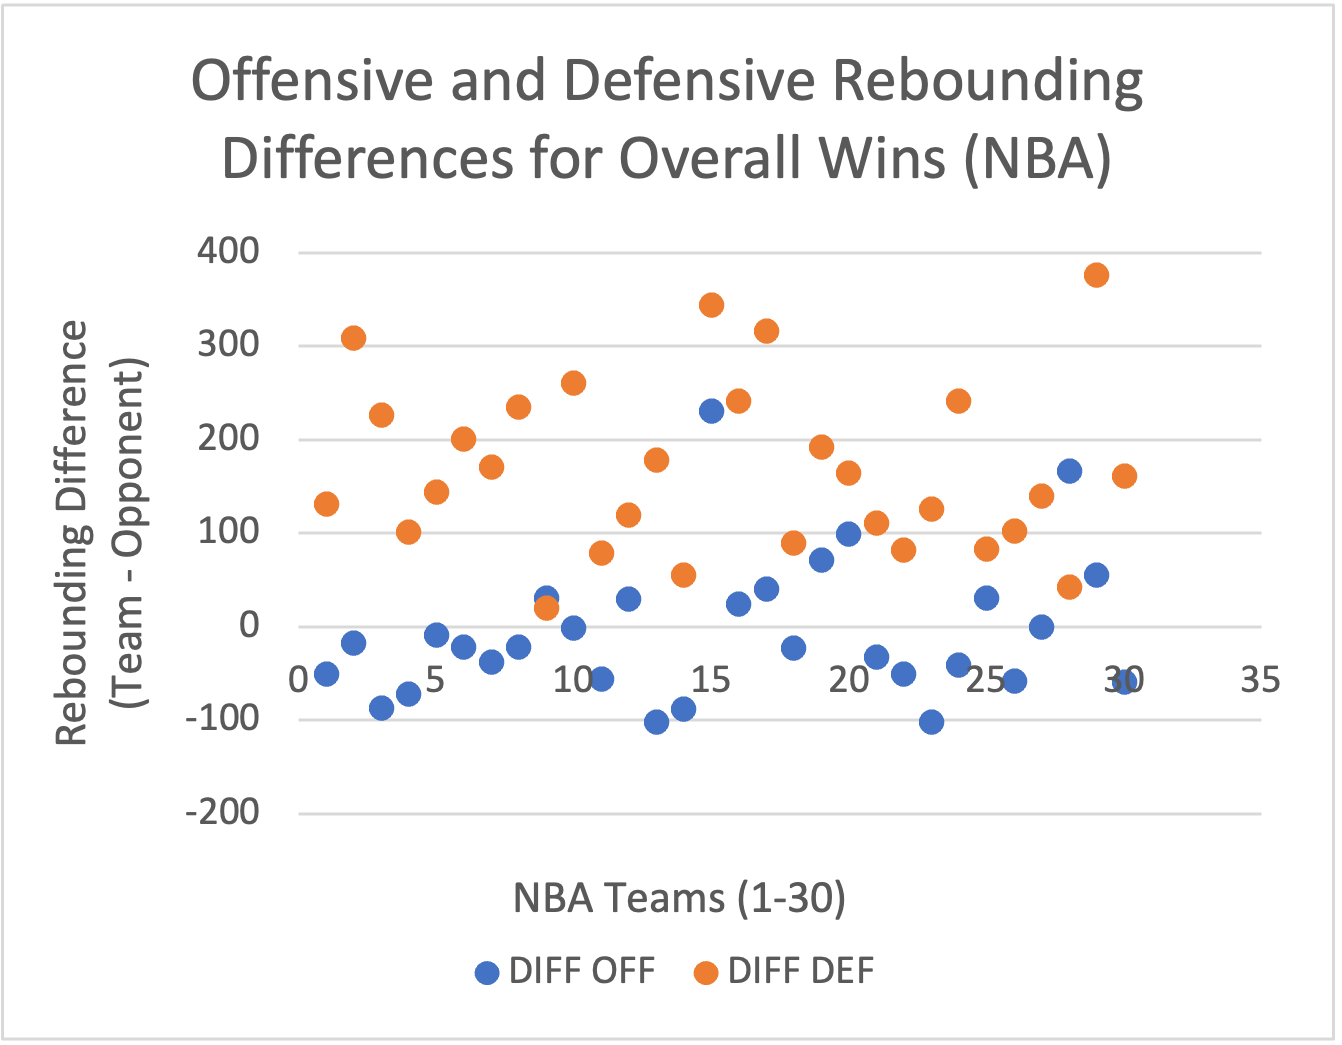 Offensive and Defensive Rebounding
Differences for Overall Wins (NBA)
Rebounding Difference
(Team - Opponent)
400
300
200
100
0
-100
-200
0 5 10 15 20 25 30 35
NBA Teams (1-30)
DIFF OFF DIFF DEF